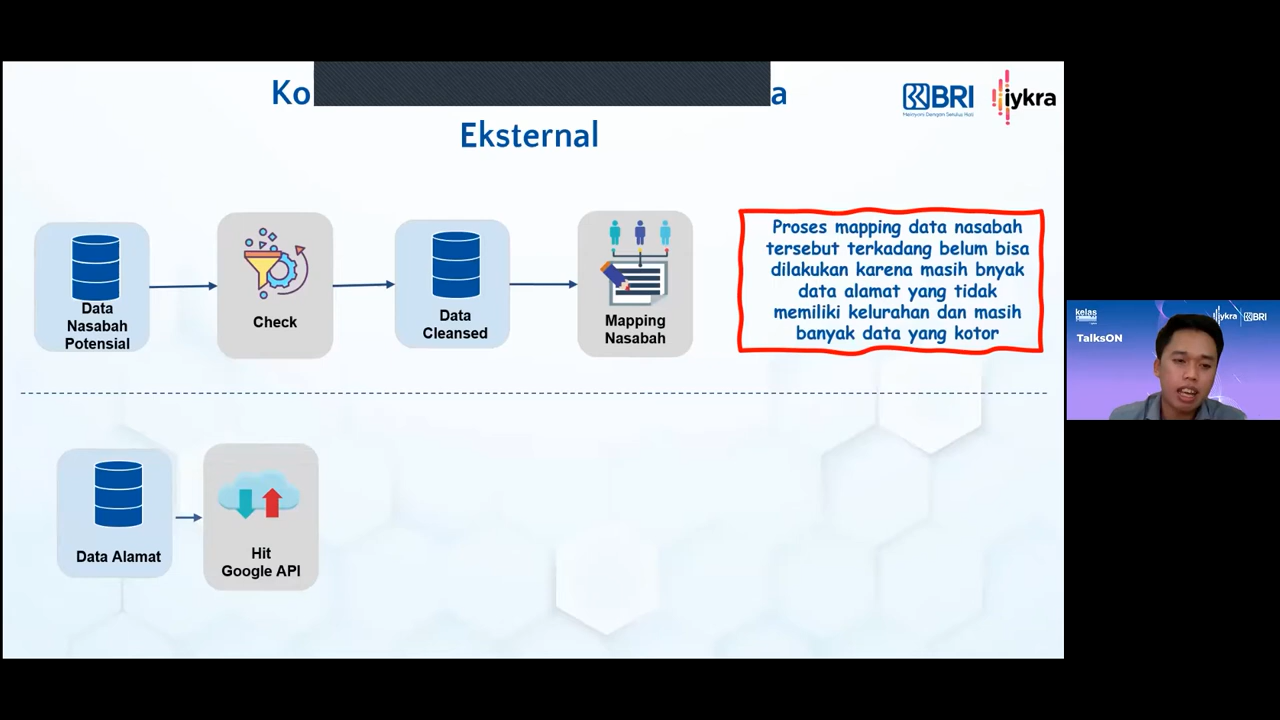 Ko a
Eksternal
BRI
Melayani Dengan Setulus Hati
iykra
Data
Nasabah
Potensial
Check
Data
Cleansed
Mapping
Nasabah
Proses mapping data nasabah
tersebut terkadang belum bisa
dilakukan karena masih bnyak
data alamat yang tidak
memiliki kelurahan dan masih
banyak data yang kotor
Data Alamat
Hit
Google API
kelas
iykra
BRI
TalksON